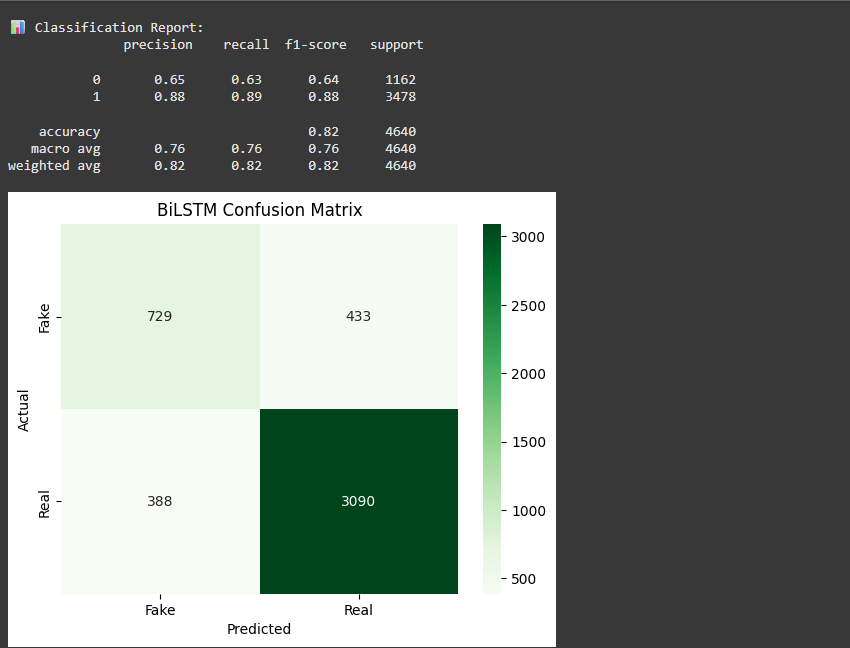 📊 Classification Report:
precision recall f1-score support
0 0.65 0.63 0.64 1162
1 0.88 0.89 0.88 3478
accuracy 0.82 4640
macro avg 0.76 0.76 0.76 4640
weighted avg 0.82 0.82 0.82 4640
BiLSTM Confusion Matrix
3000
2500
2000
1500
1000
500
Actual
Fake
729 433
Real
388 3090
Fake Real
Predicted